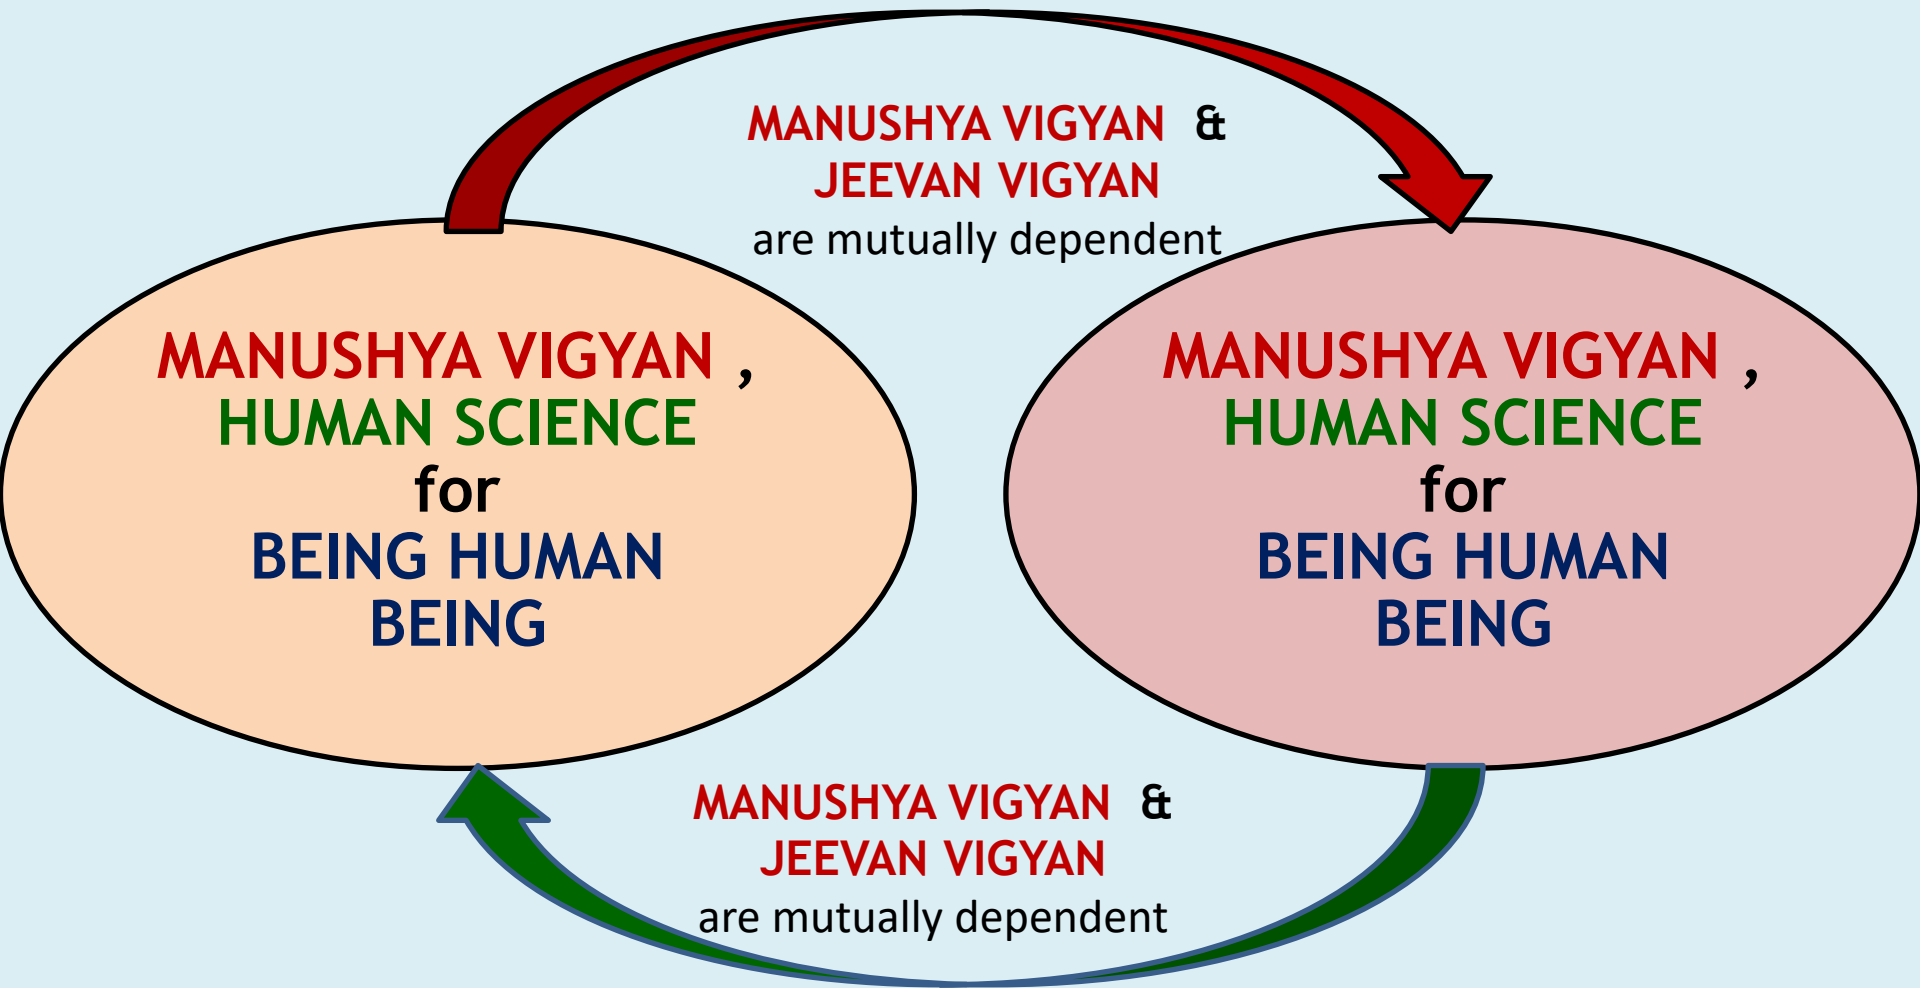 MANUSHYA VIGYAN &
JEEVAN VIGYAN
are mutually dependent
MANUSHYA VIGYAN ,
HUMAN SCIENCE
for
BEING HUMAN
BEING
MANUSHYA VIGYAN ,
HUMAN SCIENCE
for
BEING HUMAN
BEING
MANUSHYA VIGYAN &
JEEVAN VIGYAN
are mutually dependent